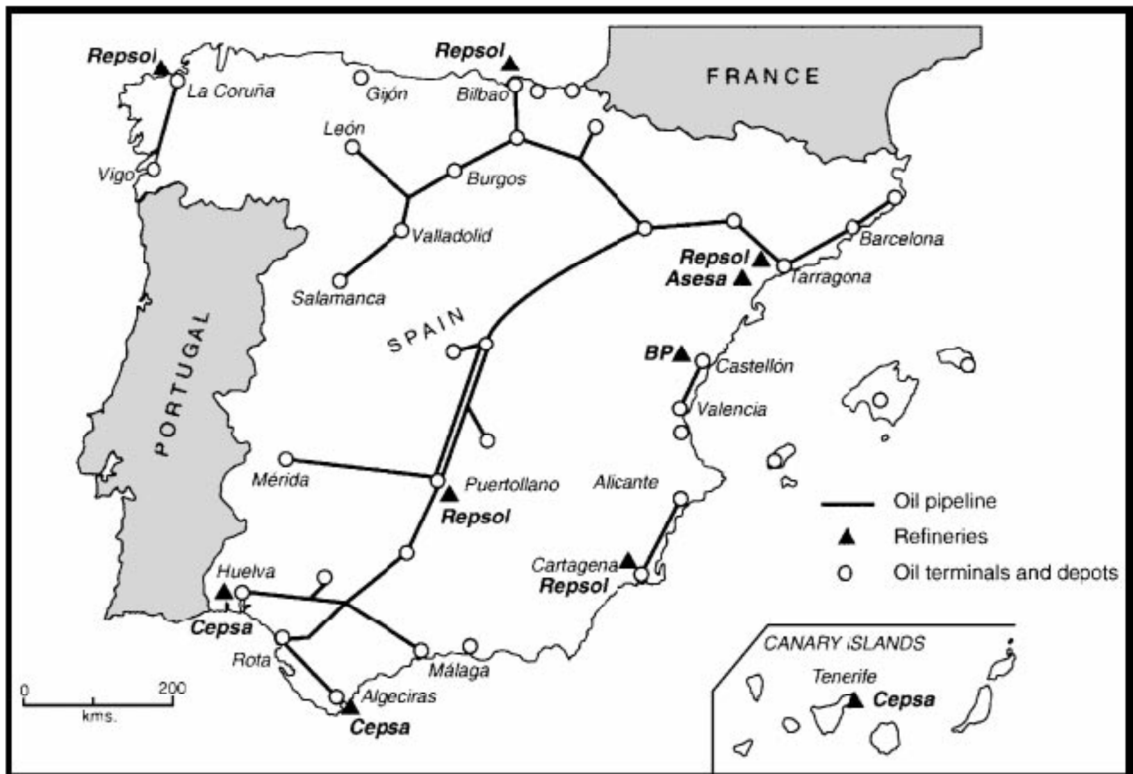 Repsol
La Coruña
Gijón
Repsol
Bilbao
FRANCE
León
Vigo
Burgos
Valladolid
Barcelona
Repsol
Asesa
Tarragona
Salamanca
SPAIN
PORTUGAL
BP
Castellón
Valencia
Mérida
Puertollano
Repsol
Alicante
Oil pipeline
Refineries
Oil terminals and depots
Cartagena
Repsol
Huelva
Cepsa
Rota
Málaga
Algeciras
Cepsa
0 200
kms.
CANARY ISLANDS
Tenerife
Cepsa